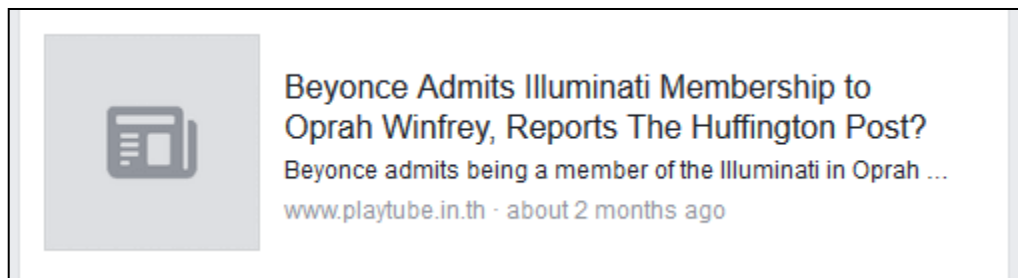 Beyonce Admits Illuminati Membership to
Oprah Winfrey, Reports The Huffington Post?
Beyonce admits being a member of the Illuminati in Oprah ...
www.playtube.in.th · about 2 months ago